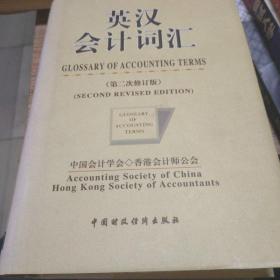 英汉
会计词汇
GLOSSARY OF ACCOUNTING TERMS
（第二次修订版）
(SECOND REVISED EDITION)
GLOSSARY
OF
ACCOUNTING
TERMS
中国会计学会◇香港会计师公会
Accounting Society of China
Hong Kong Society of Accountants
中国财政经济出版社